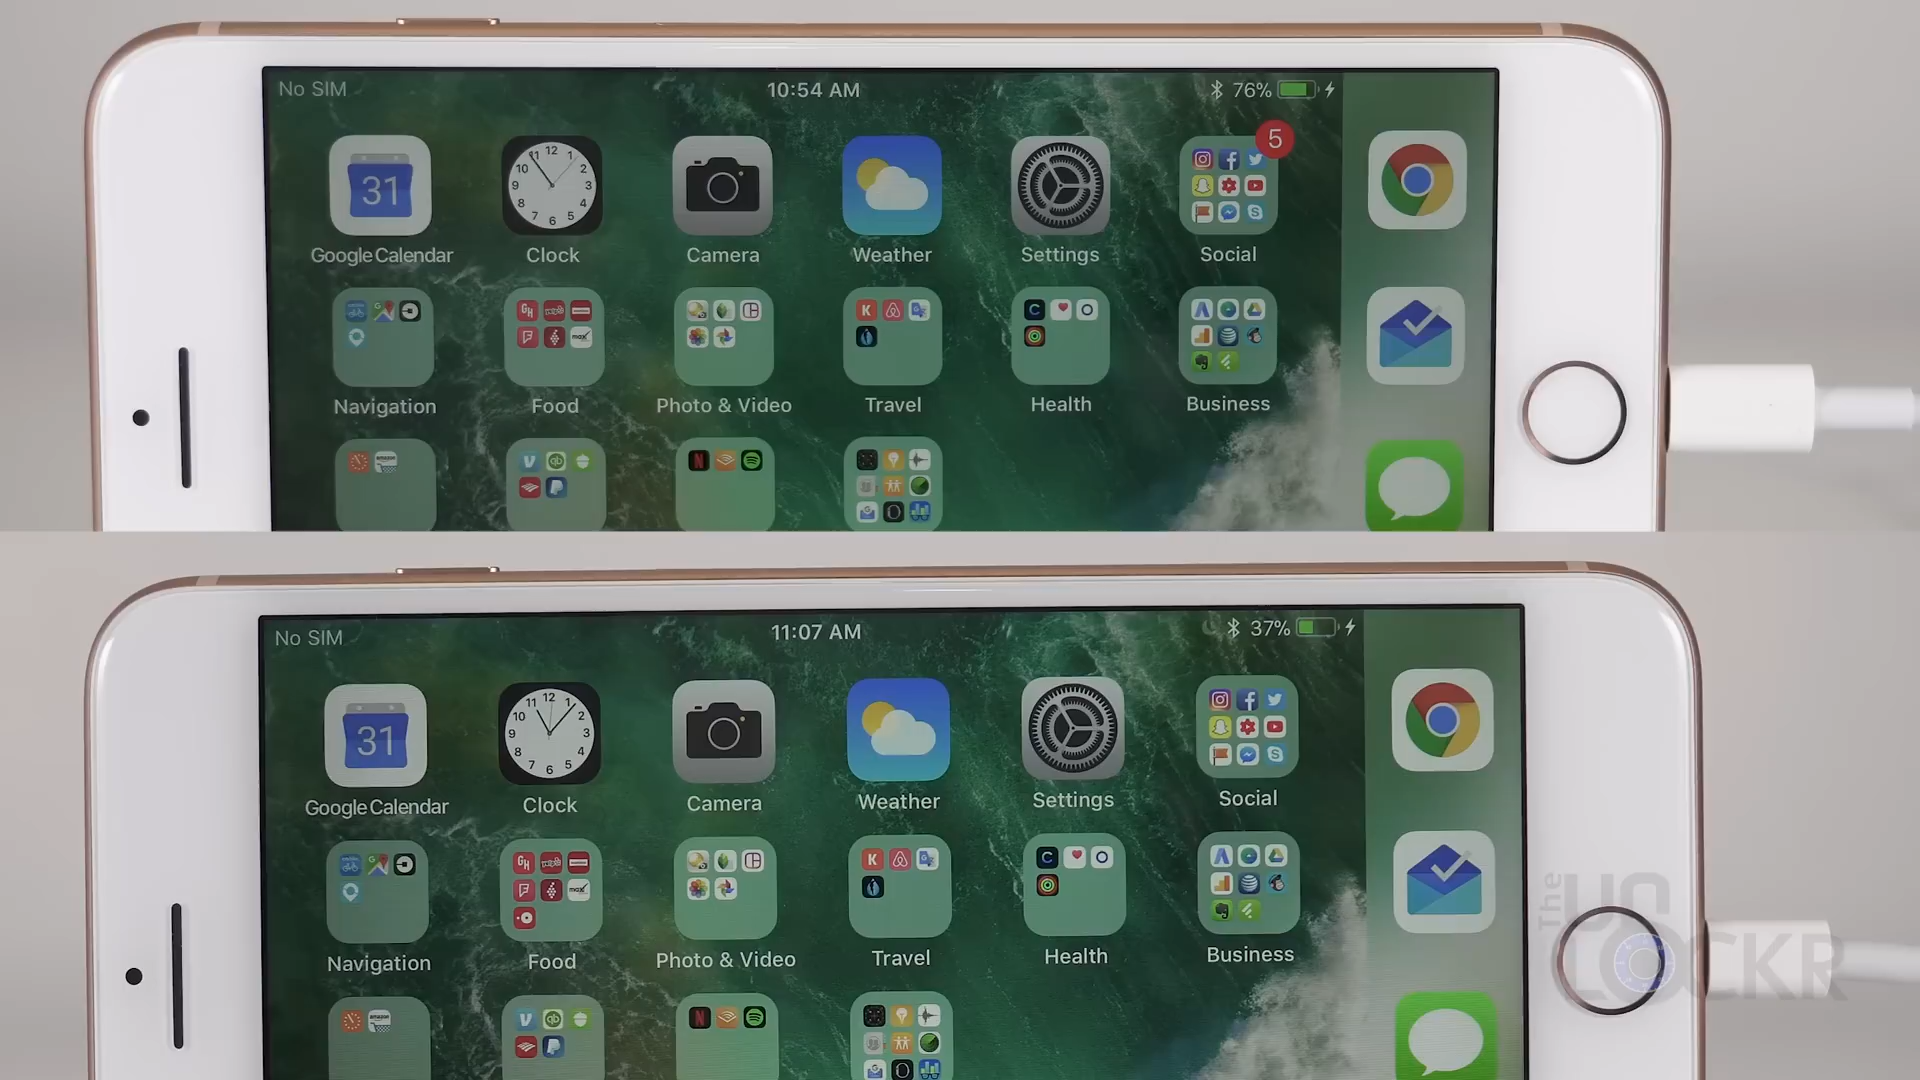 No SIM 10:54 AM 76%
31
5
Google Calendar Clock Camera Weather Settings Social
Navigation Food Photo & Video Travel Health Business
No SIM 11:07 AM 37%
31
Google Calendar Clock Camera Weather Settings Social
Navigation Food Photo & Video Travel Health Business
The UNLOCKR